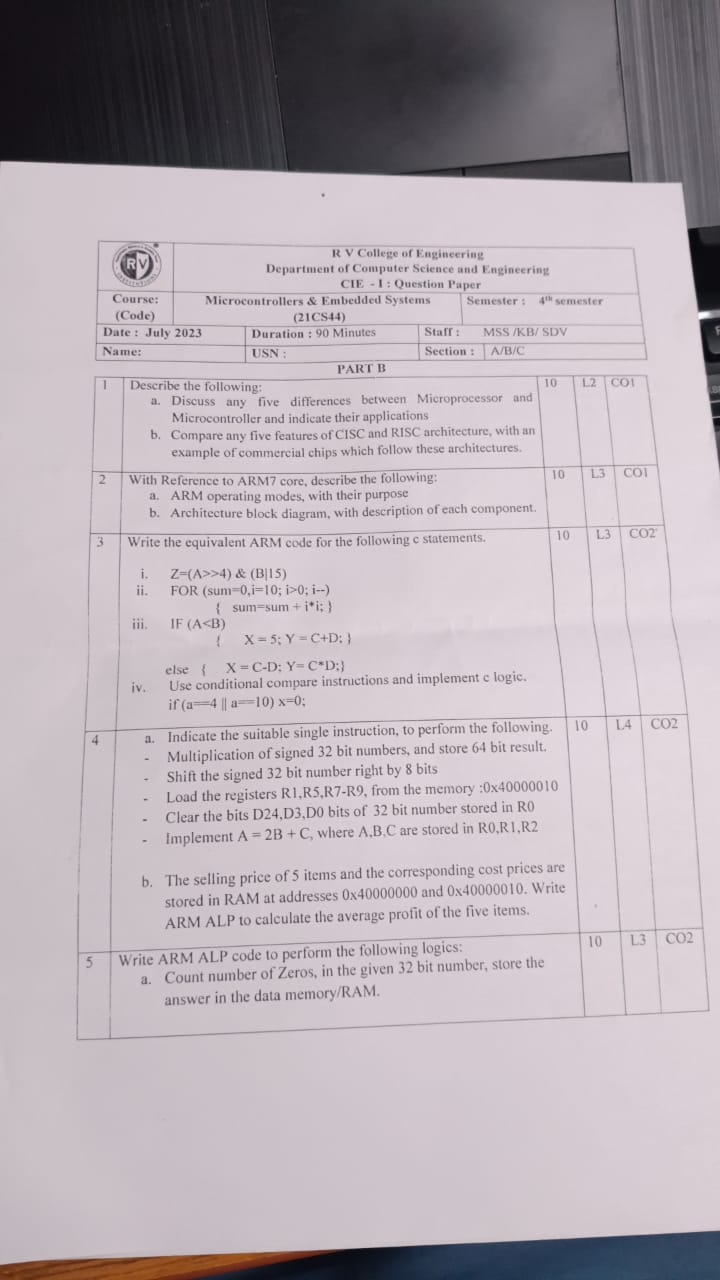 RV
R V College of Engineering
Department of Computer Science and Engineering
CIE - I : Question Paper
Course: (Code) Microcontrollers & Embedded Systems (21CS44) Semester : 4th semester
Date : July 2023 Duration : 90 Minutes Staff : MSS /KB/ SDV
Name: USN : Section : A/B/C
PART B
1 Describe the following: 10 L2 CO1
a. Discuss any five differences between Microprocessor and
Microcontroller and indicate their applications
b. Compare any five features of CISC and RISC architecture, with an
example of commercial chips which follow these architectures.
2 With Reference to ARM7 core, describe the following: 10 L3 CO1
a. ARM operating modes, with their purpose
b. Architecture block diagram, with description of each component.
3 Write the equivalent ARM code for the following c statements. 10 L3 CO2
i. Z=(A>>4) & (B|15)
ii. FOR (sum=0,i=10; i>0; i--)
{ sum=sum + i*i; }
iii. IF (A<B)
{ X = 5; Y = C+D; }
else { X = C-D; Y= C*D;}
iv. Use conditional compare instructions and implement c logic.
if (a==4 || a==10) x=0;
4 a. Indicate the suitable single instruction, to perform the following. 10 L4 CO2
- Multiplication of signed 32 bit numbers, and store 64 bit result.
- Shift the signed 32 bit number right by 8 bits
- Load the registers R1,R5,R7-R9, from the memory :0x40000010
- Clear the bits D24,D3,D0 bits of 32 bit number stored in R0
- Implement A = 2B + C, where A,B,C are stored in R0,R1,R2
b. The selling price of 5 items and the corresponding cost prices are
stored in RAM at addresses 0x40000000 and 0x40000010. Write
ARM ALP to calculate the average profit of the five items.
5 Write ARM ALP code to perform the following logics: 10 L3 CO2
a. Count number of Zeros, in the given 32 bit number, store the
answer in the data memory/RAM.